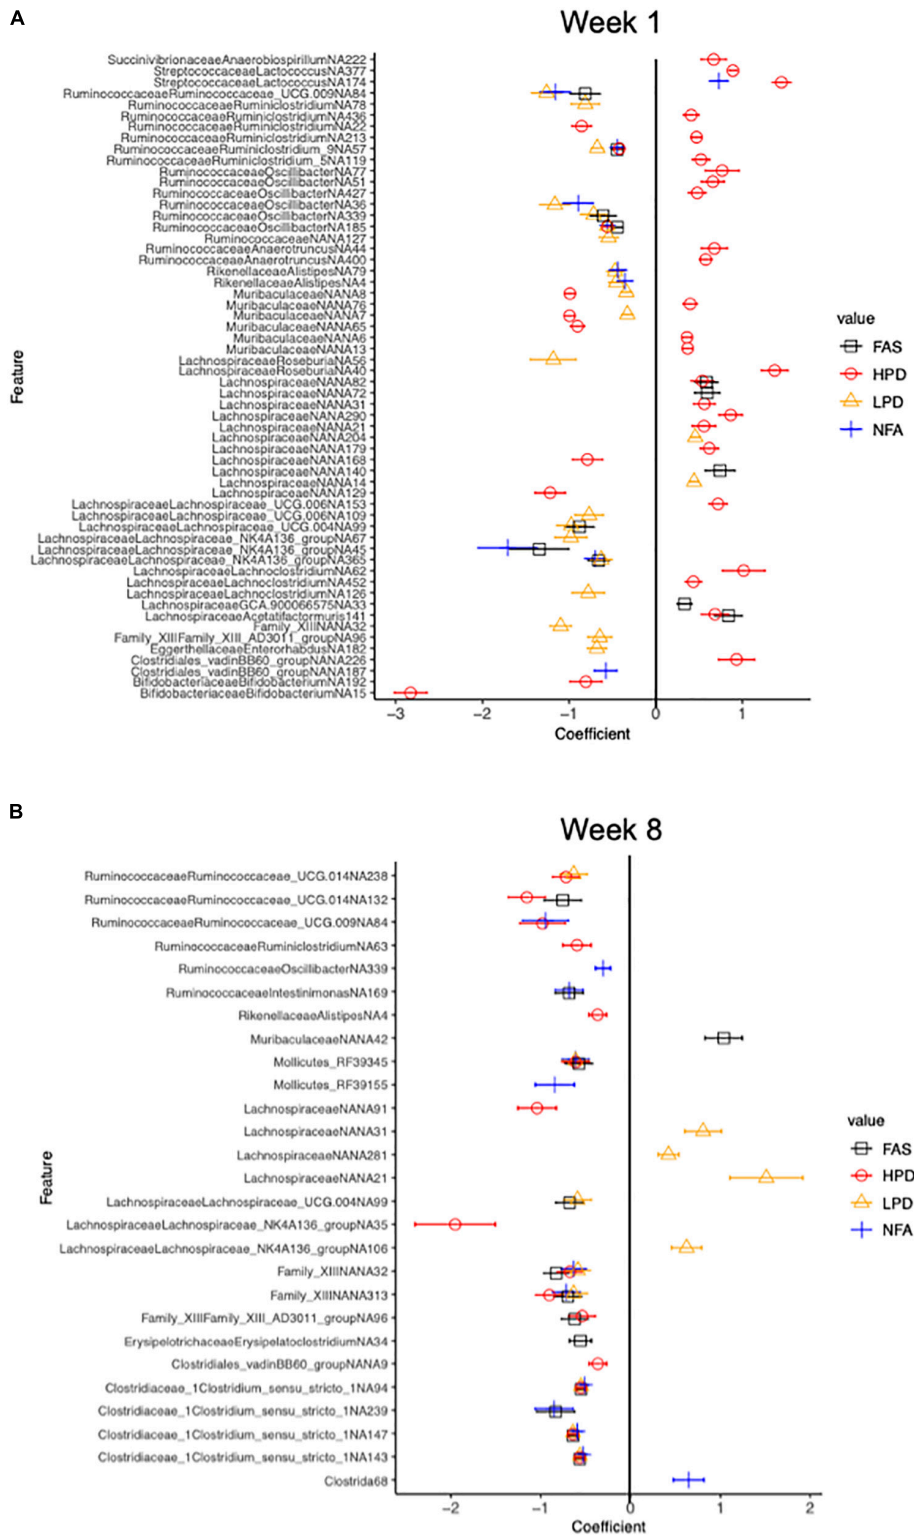 A
Week 1
SuccinivibrionaceaeAnaerobiospirillumNA222
StreptococcaceaeLactococcusNA377
StreptococcaceaeLactococcusNA174
RuminococcaceaeRuminococcaceae_UCG.009NA84
RuminococcaceaeRuminiclostridiumNA78
RuminococcaceaeRuminiclostridiumNA436
RuminococcaceaeRuminiclostridiumNA22
RuminococcaceaeRuminiclostridiumNA213
RuminococcaceaeRuminiclostridium_9NA57
RuminococcaceaeRuminiclostridium_5NA119
RuminococcaceaeOscillibacterNA77
RuminococcaceaeOscillibacterNA51
RuminococcaceaeOscillibacterNA427
RuminococcaceaeOscillibacterNA36
RuminococcaceaeOscillibacterNA339
RuminococcaceaeOscillibacterNA185
RuminococcaceaeNANA127
RuminococcaceaeAnaerotruncusNA44
RuminococcaceaeAnaerotruncusNA400
RikenellaceaeAlistipesNA79
RikenellaceaeAlistipesNA4
MuribaculaceaeNANA8
MuribaculaceaeNANA76
MuribaculaceaeNANA7
MuribaculaceaeNANA65
MuribaculaceaeNANA6
MuribaculaceaeNANA13
LachnospiraceaeRoseburiaNA56
LachnospiraceaeRoseburiaNA40
LachnospiraceaeNANA82
LachnospiraceaeNANA72
LachnospiraceaeNANA31
LachnospiraceaeNANA290
LachnospiraceaeNANA21
LachnospiraceaeNANA204
LachnospiraceaeNANA179
LachnospiraceaeNANA168
LachnospiraceaeNANA140
LachnospiraceaeNANA14
LachnospiraceaeNANA129
LachnospiraceaeLachnospiraceae_UCG.006NA153
LachnospiraceaeLachnospiraceae_UCG.006NA109
LachnospiraceaeLachnospiraceae_UCG.004NA99
LachnospiraceaeLachnospiraceae_NK4A136_groupNA67
LachnospiraceaeLachnospiraceae_NK4A136_groupNA45
LachnospiraceaeLachnospiraceae_NK4A136_groupNA365
LachnospiraceaeLachnoclostridiumNA62
LachnospiraceaeLachnoclostridiumNA452
LachnospiraceaeLachnoclostridiumNA126
LachnospiraceaeGCA.900066575NA33
LachnospiraceaeAcetatifactormuris141
Family_XIIINANA32
Family_XIIIFamily_XIII_AD3011_groupNA96
EggerthellaceaeEnterorhabdusNA182
Clostridiales_vadinBB60_groupNANA226
Clostridiales_vadinBB60_groupNANA187
BifidobacteriaceaeBifidobacteriumNA192
BifidobacteriaceaeBifidobacteriumNA15
Feature
−3 −2 −1 0 1
Coefficient
value
FAS
HPD
LPD
NFA
B
Week 8
RuminococcaceaeRuminococcaceae_UCG.014NA238
RuminococcaceaeRuminococcaceae_UCG.014NA132
RuminococcaceaeRuminococcaceae_UCG.009NA84
RuminococcaceaeRuminiclostridiumNA63
RuminococcaceaeOscillibacterNA339
RuminococcaceaeIntestinimonasNA169
RikenellaceaeAlistipesNA4
MuribaculaceaeNANA42
Mollicutes_RF39345
Mollicutes_RF39155
LachnospiraceaeNANA91
LachnospiraceaeNANA31
LachnospiraceaeNANA281
LachnospiraceaeNANA21
LachnospiraceaeLachnospiraceae_UCG.004NA99
LachnospiraceaeLachnospiraceae_NK4A136_groupNA35
LachnospiraceaeLachnospiraceae_NK4A136_groupNA106
Family_XIIINANA32
Family_XIIINANA313
Family_XIIIFamily_XIII_AD3011_groupNA96
ErysipelotrichaceaeErysipelatoclostridiumNA34
Clostridiales_vadinBB60_groupNANA9
Clostridiaceae_1Clostridium_sensu_stricto_1NA94
Clostridiaceae_1Clostridium_sensu_stricto_1NA239
Clostridiaceae_1Clostridium_sensu_stricto_1NA147
Clostridiaceae_1Clostridium_sensu_stricto_1NA143
Clostrida68
Feature
−2 −1 0 1 2
Coefficient
value
FAS
HPD
LPD
NFA